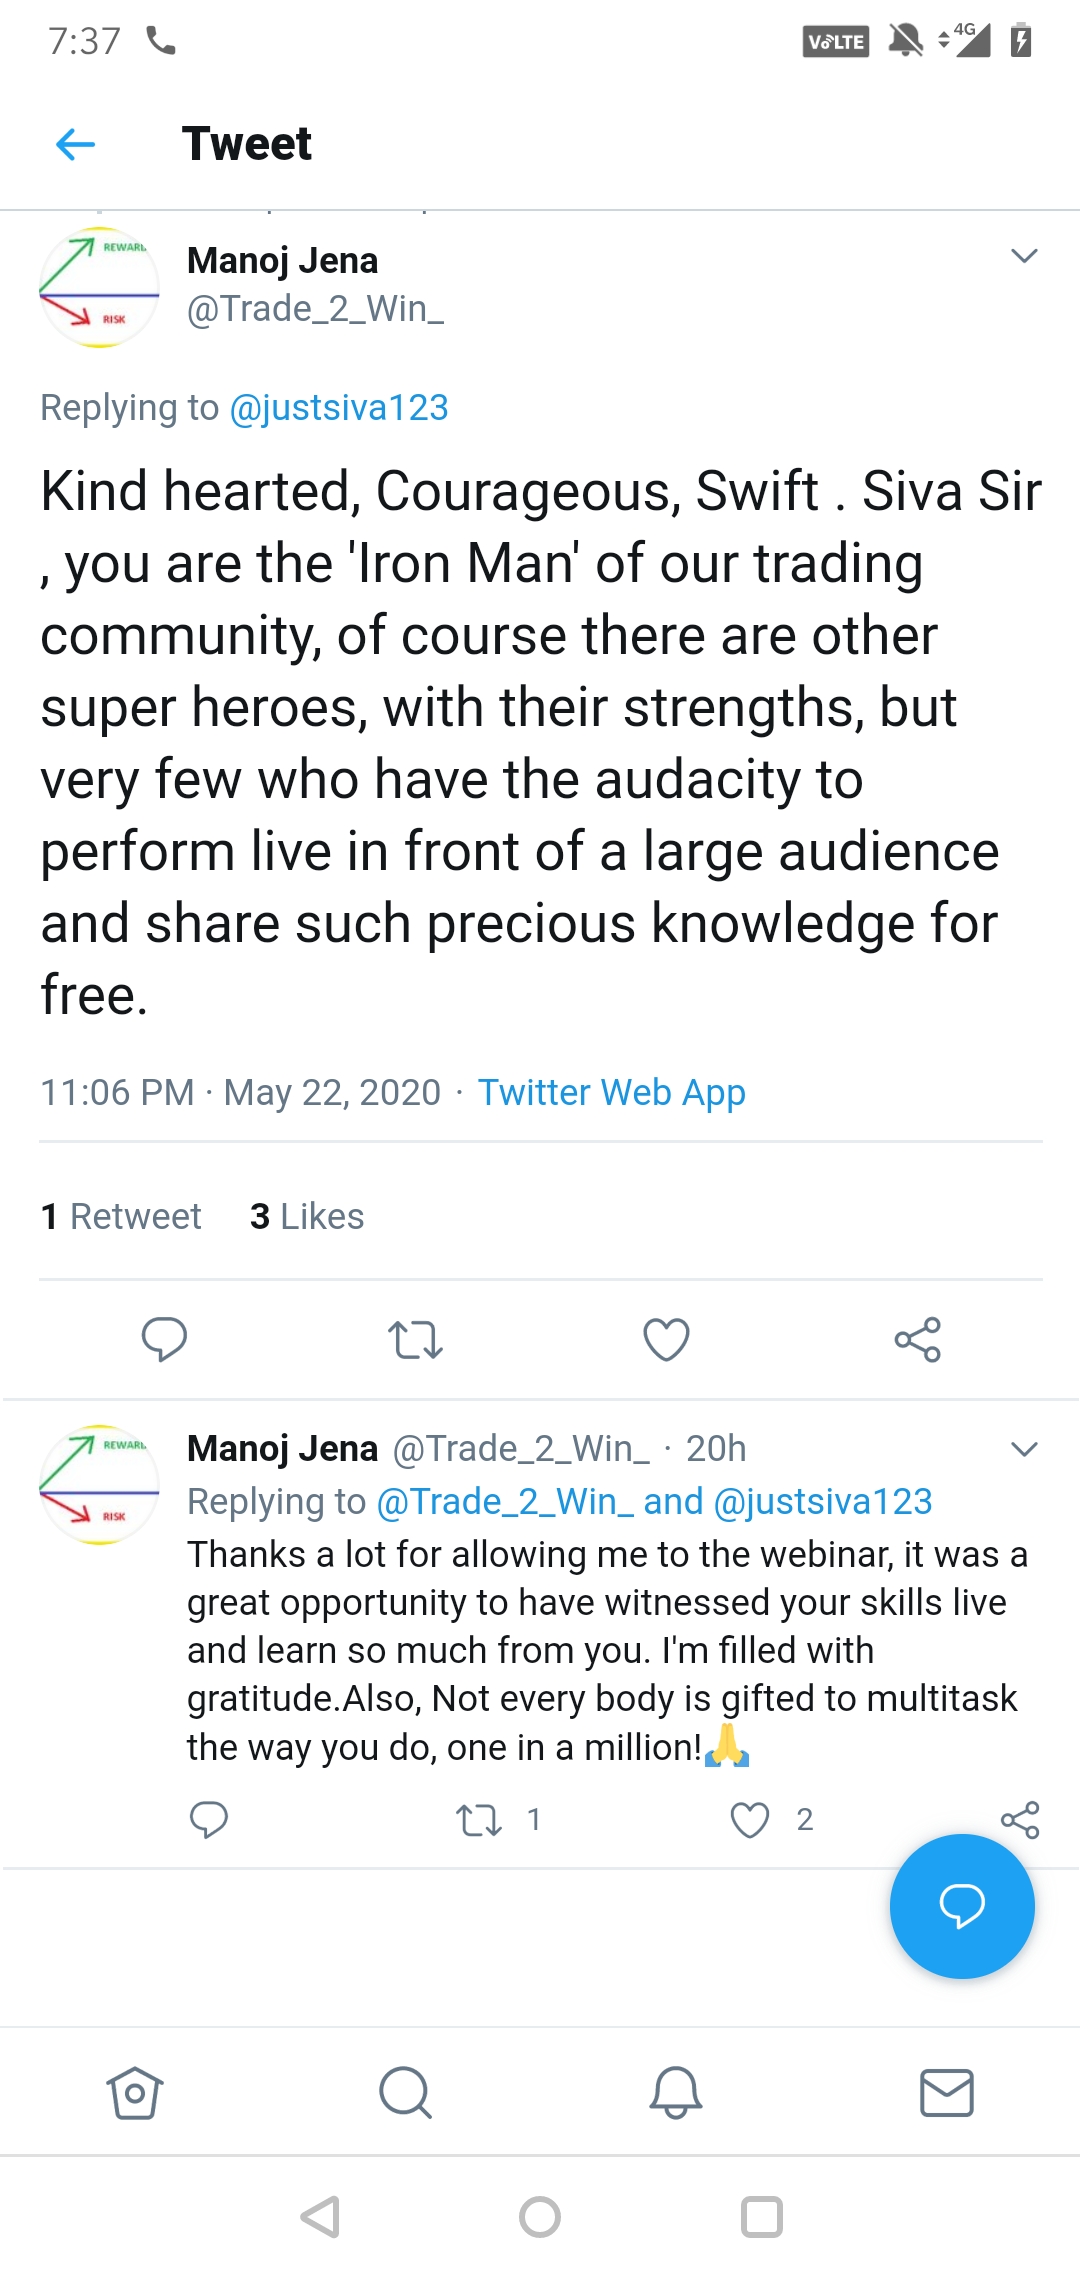 7:37
VoLTE 4G
Tweet
REWARD
RISK
Manoj Jena
@Trade_2_Win_
Replying to @justsiva123
Kind hearted, Courageous, Swift . Siva Sir
, you are the 'Iron Man' of our trading
community, of course there are other
super heroes, with their strengths, but
very few who have the audacity to
perform live in front of a large audience
and share such precious knowledge for
free.
11:06 PM · May 22, 2020 · Twitter Web App
1 Retweet 3 Likes
REWARD
RISK
Manoj Jena @Trade_2_Win_ · 20h
Replying to @Trade_2_Win_ and @justsiva123
Thanks a lot for allowing me to the webinar, it was a
great opportunity to have witnessed your skills live
and learn so much from you. I'm filled with
gratitude.Also, Not every body is gifted to multitask
the way you do, one in a million!🙏
1 2